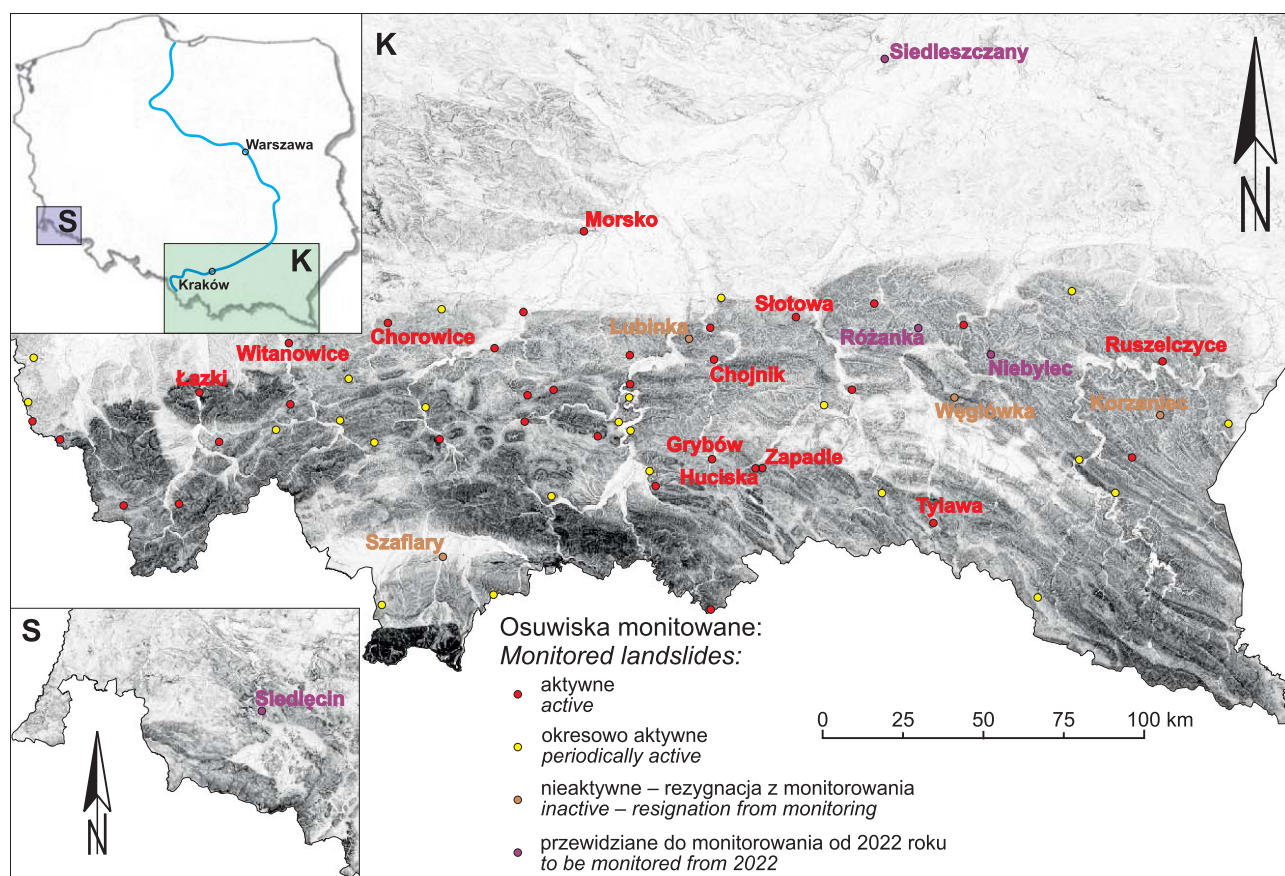 K
Siedleszczany
N
Warszawa
S
K
Kraków
Morsko
Słotowa
Chorowice
Lubinka
Różanka
Witanowice
Niebylec
Ruszelczyce
Łazki
Chojnik
Węglówka
Korzeniec
Grybów
Huciska
Zapadle
Tylawa
Szaflary
S
Siedlęcin
N
Osuwiska monitowane:
Monitored landslides:
aktywne
active
okresowo aktywne
periodically active
nieaktywne – rezygnacja z monitorowania
inactive – resignation from monitoring
przewidziane do monitorowania od 2022 roku
to be monitored from 2022
0 25 50 75 100 km